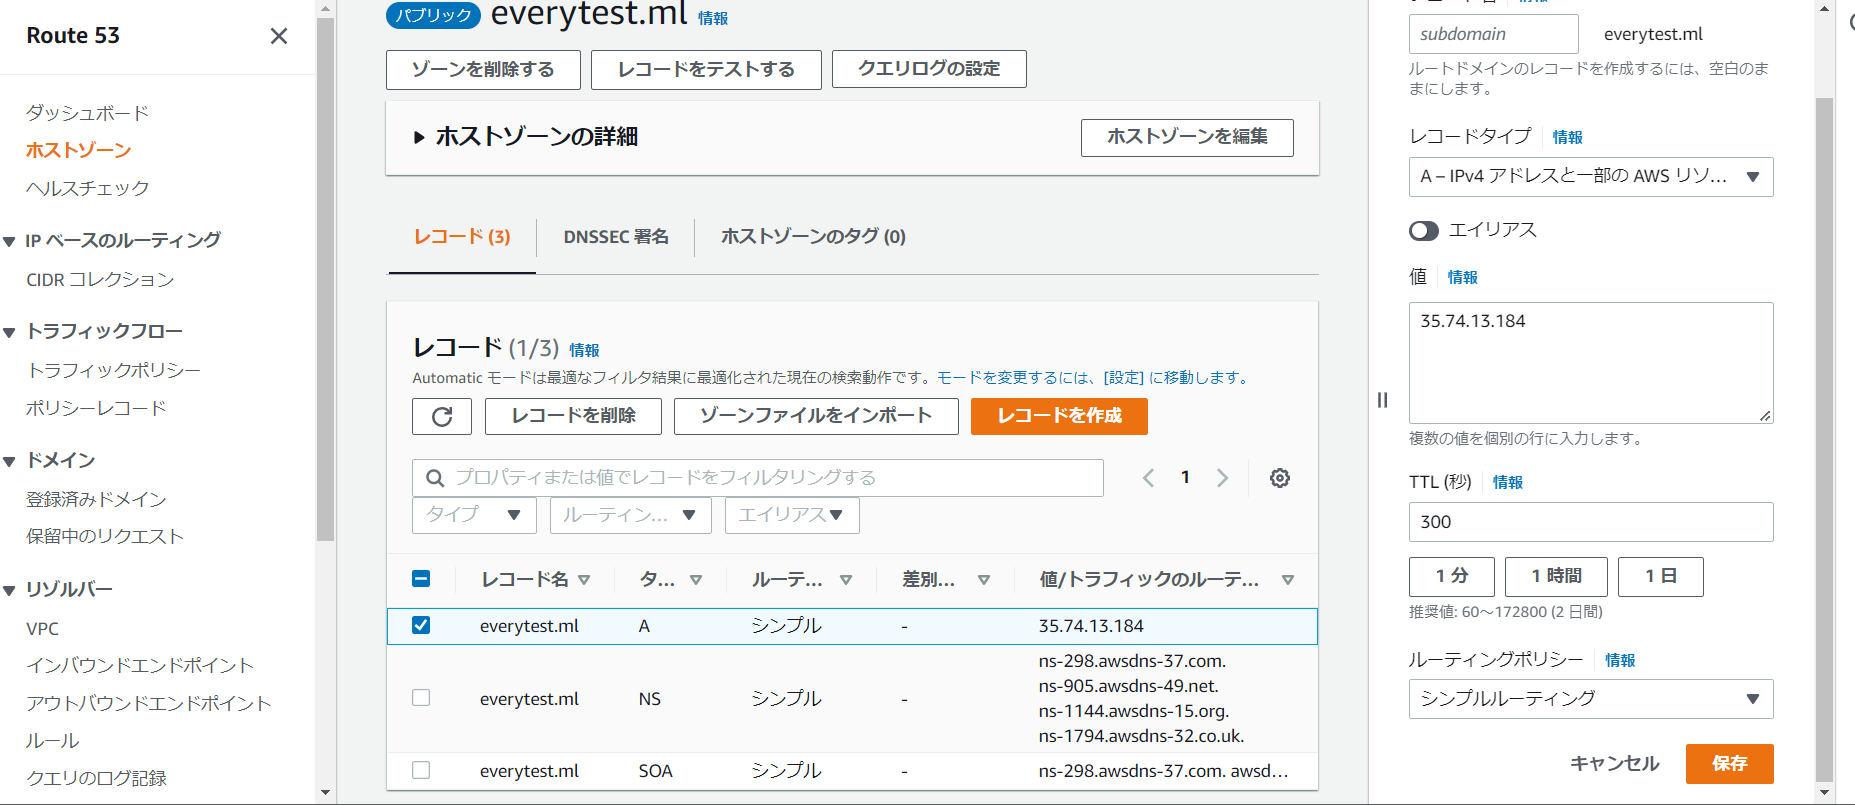 Route 53
ダッシュボード
ホストゾーン
ヘルスチェック
IP ベースのルーティング
CIDR コレクション
トラフィックフロー
トラフィックポリシー
ポリシーレコード
ドメイン
登録済みドメイン
保留中のリクエスト
リゾルバー
VPC
インバウンドエンドポイント
アウトバウンドエンドポイント
ルール
クエリのログ記録
パブリック everytest.ml 情報
ゾーンを削除する レコードをテストする クエリログの設定
ホストゾーンの詳細 ホストゾーンを編集
レコード (3) DNSSEC 署名 ホストゾーンのタグ (0)
レコード (1/3) 情報
Automatic モードは最適なフィルタ結果に最適化された現在の検索動作です。モードを変更するには、[設定] に移動します。
レコードを削除 ゾーンファイルをインポート レコードを作成
プロパティまたは値でレコードをフィルタリングする 1
タイプ ルーティン... エイリアス
レコード名 タ... ルーテ... 差別... 値/トラフィックのルーテ...
everytest.ml A シンプル - 35.74.13.184
everytest.ml NS シンプル - ns-298.awsdns-37.com.
ns-905.awsdns-49.net.
ns-1144.awsdns-15.org.
ns-1794.awsdns-32.co.uk.
everytest.ml SOA シンプル - ns-298.awsdns-37.com. awsd...
subdomain everytest.ml
ルートドメインのレコードを作成するには、空白のま
まにします。
レコードタイプ 情報
A – IPv4 アドレスと一部の AWS リソ...
エイリアス
値 情報
35.74.13.184
複数の値を個別の行に入力します。
TTL (秒) 情報
300
1 分 1 時間 1 日
推奨値: 60～172800 (2 日間)
ルーティングポリシー 情報
シンプルルーティング
キャンセル 保存